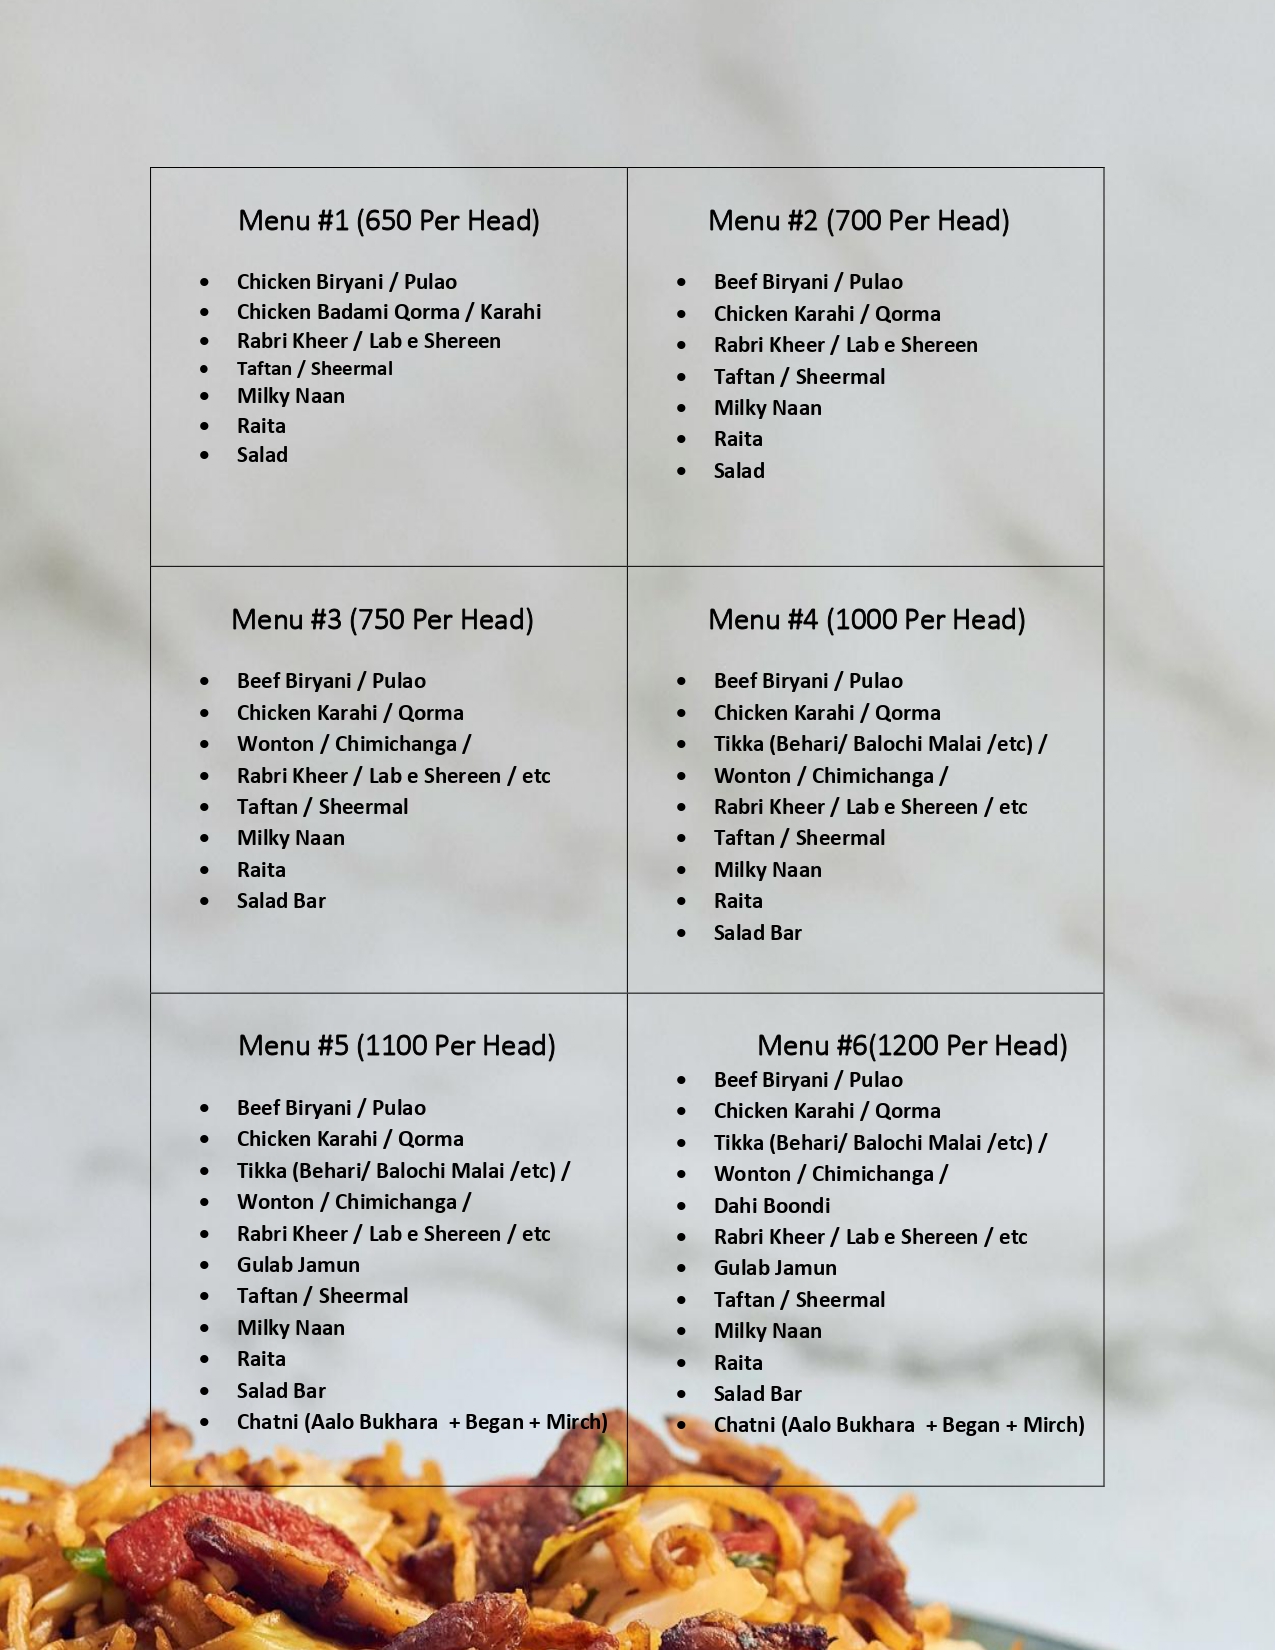 Menu #1 (650 Per Head)
• Chicken Biryani / Pulao
• Chicken Badami Qorma / Karahi
• Rabri Kheer / Lab e Shereen
• Taftan / Sheermal
• Milky Naan
• Raita
• Salad
Menu #2 (700 Per Head)
• Beef Biryani / Pulao
• Chicken Karahi / Qorma
• Rabri Kheer / Lab e Shereen
• Taftan / Sheermal
• Milky Naan
• Raita
• Salad
Menu #3 (750 Per Head)
• Beef Biryani / Pulao
• Chicken Karahi / Qorma
• Wonton / Chimichanga /
• Rabri Kheer / Lab e Shereen / etc
• Taftan / Sheermal
• Milky Naan
• Raita
• Salad Bar
Menu #4 (1000 Per Head)
• Beef Biryani / Pulao
• Chicken Karahi / Qorma
• Tikka (Behari/ Balochi Malai /etc) /
• Wonton / Chimichanga /
• Rabri Kheer / Lab e Shereen / etc
• Taftan / Sheermal
• Milky Naan
• Raita
• Salad Bar
Menu #5 (1100 Per Head)
• Beef Biryani / Pulao
• Chicken Karahi / Qorma
• Tikka (Behari/ Balochi Malai /etc) /
• Wonton / Chimichanga /
• Rabri Kheer / Lab e Shereen / etc
• Gulab Jamun
• Taftan / Sheermal
• Milky Naan
• Raita
• Salad Bar
• Chatni (Aalo Bukhara  + Began + Mirch)
Menu #6(1200 Per Head)
• Beef Biryani / Pulao
• Chicken Karahi / Qorma
• Tikka (Behari/ Balochi Malai /etc) /
• Wonton / Chimichanga /
• Dahi Boondi
• Rabri Kheer / Lab e Shereen / etc
• Gulab Jamun
• Taftan / Sheermal
• Milky Naan
• Raita
• Salad Bar
• Chatni (Aalo Bukhara  + Began + Mirch)